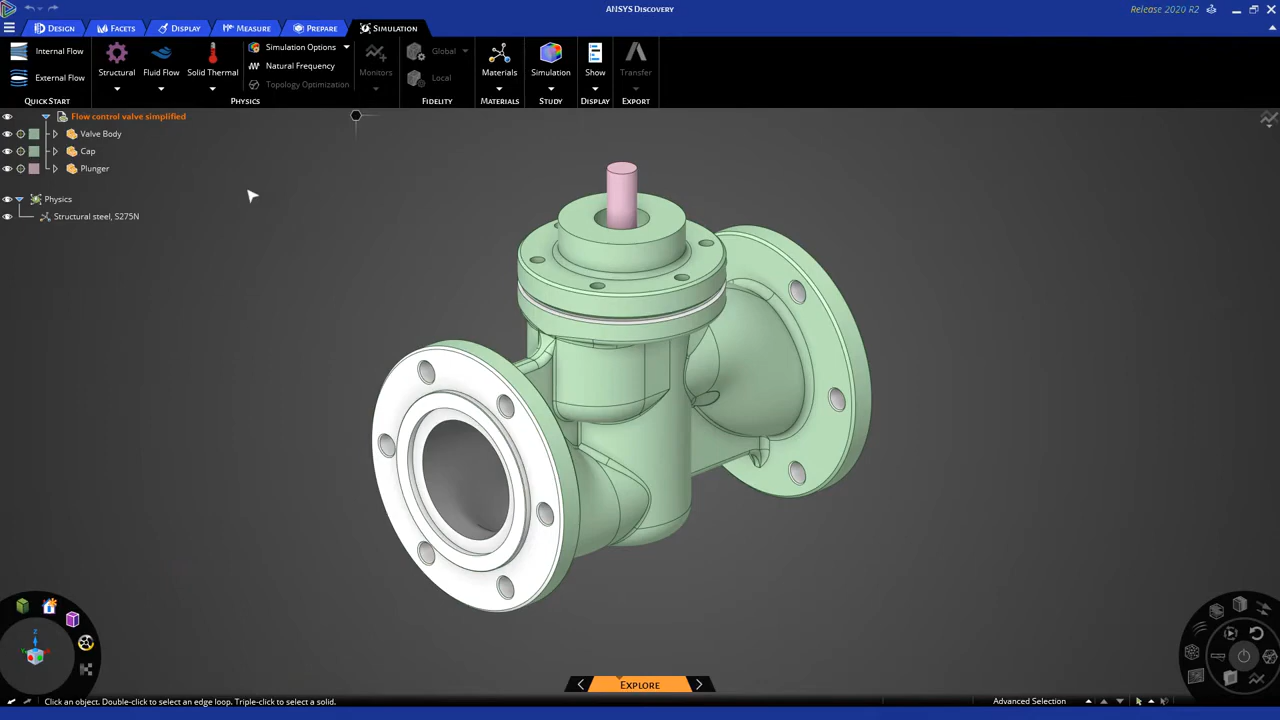 ANSYS Discovery
Release 2020 R2
Design
Facets
Display
Measure
Prepare
Simulation
Internal Flow
External Flow
Quick Start
Structural
Fluid Flow
Solid Thermal
Simulation Options
Natural Frequency
Topology Optimization
Physics
Monitors
Global
Local
Fidelity
Materials
Materials
Simulation
Study
Show
Display
Transfer
Export
Flow control valve simplified
Valve Body
Cap
Plunger
Physics
Structural steel, S275N
Z
Explore
Click an object. Double-click to select an edge loop. Triple-click to select a solid.
Advanced Selection